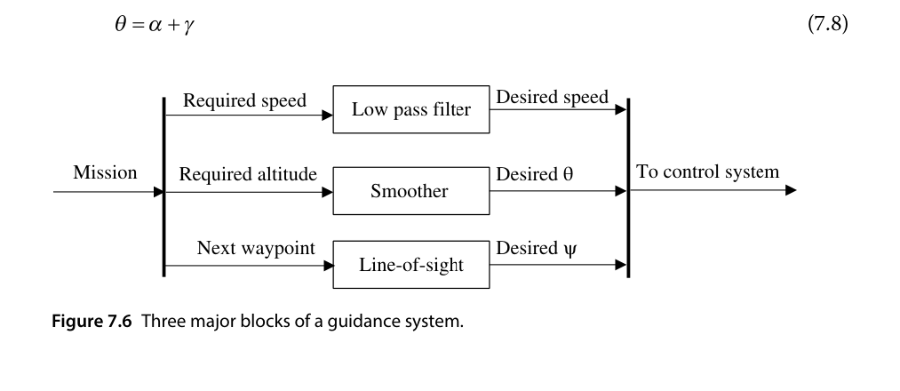 θ = α + γ (7.8)
Required speed
Low pass filter
Desired speed
Mission
Required altitude
Smoother
Desired θ
To control system
Next waypoint
Line-of-sight
Desired ψ
Figure 7.6 Three major blocks of a guidance system.